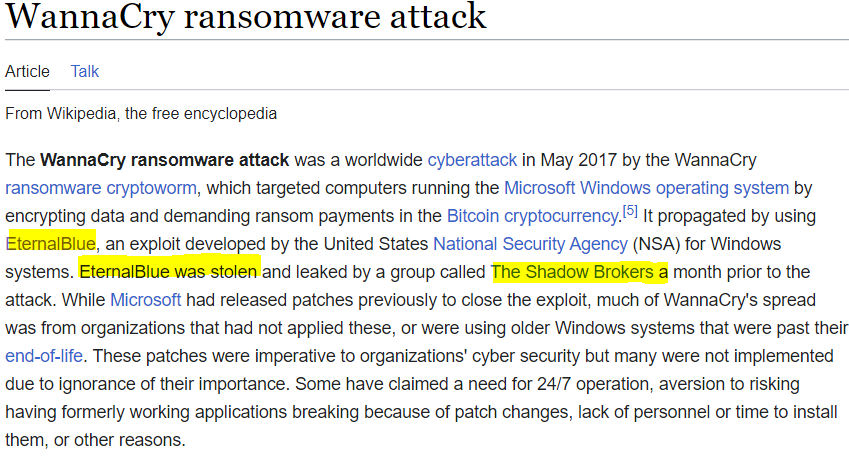 WannaCry ransomware attack
Article Talk
From Wikipedia, the free encyclopedia
The WannaCry ransomware attack was a worldwide cyberattack in May 2017 by the WannaCry
ransomware cryptoworm, which targeted computers running the Microsoft Windows operating system by
encrypting data and demanding ransom payments in the Bitcoin cryptocurrency.[5] It propagated by using
EternalBlue, an exploit developed by the United States National Security Agency (NSA) for Windows
systems. EternalBlue was stolen and leaked by a group called The Shadow Brokers a month prior to the
attack. While Microsoft had released patches previously to close the exploit, much of WannaCry's spread
was from organizations that had not applied these, or were using older Windows systems that were past their
end-of-life. These patches were imperative to organizations' cyber security but many were not implemented
due to ignorance of their importance. Some have claimed a need for 24/7 operation, aversion to risking
having formerly working applications breaking because of patch changes, lack of personnel or time to install
them, or other reasons.